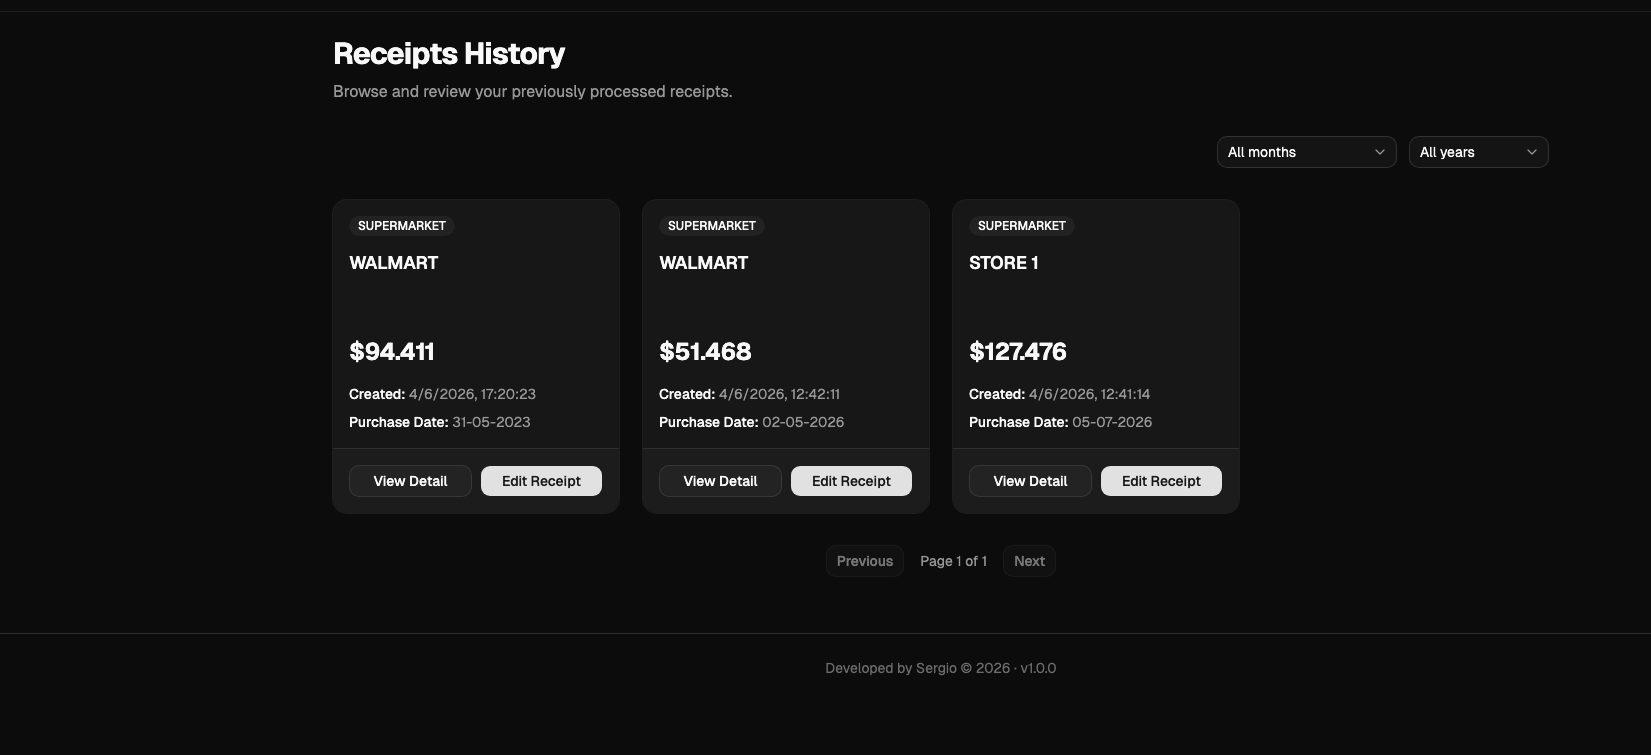 Receipts History
Browse and review your previously processed receipts.
All months
All years
SUPERMARKET
WALMART
$94.411
Created: 4/6/2026, 17:20:23
Purchase Date: 31-05-2023
View Detail
Edit Receipt
SUPERMARKET
WALMART
$51.468
Created: 4/6/2026, 12:42:11
Purchase Date: 02-05-2026
View Detail
Edit Receipt
SUPERMARKET
STORE 1
$127.476
Created: 4/6/2026, 12:41:14
Purchase Date: 05-07-2026
View Detail
Edit Receipt
Previous
Page 1 of 1
Next
Developed by Sergio © 2026 · v1.0.0